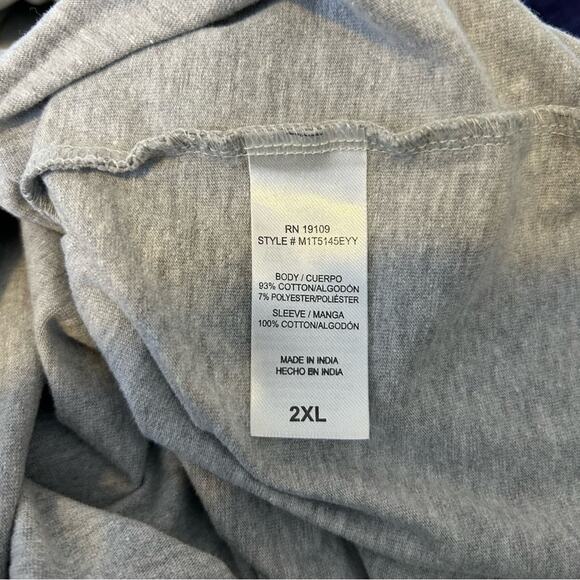 RN 19109
STYLE # M1T5145EYY
BODY / CUERPO
93% COTTON/ALGODÓN
7% POLYESTER/POLIÉSTER
SLEEVE / MANGA
100% COTTON/ALGODÓN
MADE IN INDIA
HECHO EN INDIA
2XL